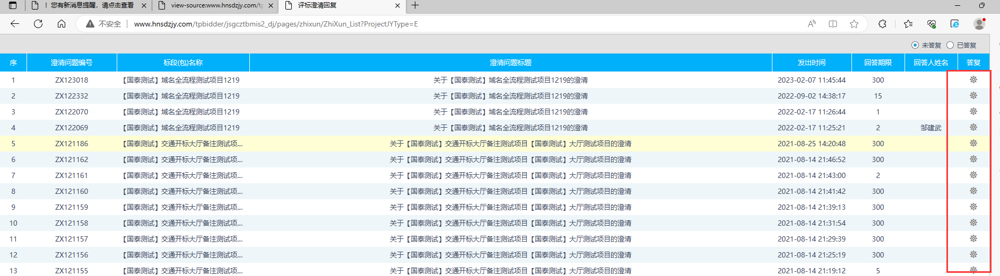 ！您有新消息提醒，请点击查看 view-source:www.hnsdzjy.com/tp 评标澄清回复
不安全 www.hnsdzjy.com/tpbidder/jsgcztbmis2_dj/pages/zhixun/ZhiXun_List?ProjectJYType=E
未答复 已答复
序 澄清问题编号 标段(包)名称 澄清问题标题 发出时间 回答期限 回答人姓名 答复
1 ZX123018 【国泰测试】域名全流程测试项目1219 关于【国泰测试】域名全流程测试项目1219的澄清 2023-02-07 11:45:44 300
2 ZX122332 【国泰测试】域名全流程测试项目1219 关于【国泰测试】域名全流程测试项目1219的澄清 2022-09-02 14:38:17 15
3 ZX122070 【国泰测试】域名全流程测试项目1219 关于【国泰测试】域名全流程测试项目1219的澄清 2022-02-17 11:26:44 1
4 ZX122069 【国泰测试】域名全流程测试项目1219 关于【国泰测试】域名全流程测试项目1219的澄清 2022-02-17 11:25:21 2 邹建武
5 ZX121186 【国泰测试】交通开标大厅备注测试项... 关于【国泰测试】交通开标大厅备注测试项目【国泰测试】大厅测试项目的澄清 2021-08-25 14:20:48 300
6 ZX121162 【国泰测试】交通开标大厅备注测试项... 关于【国泰测试】交通开标大厅备注测试项目【国泰测试】大厅测试项目的澄清 2021-08-14 21:46:52 300
7 ZX121161 【国泰测试】交通开标大厅备注测试项... 关于【国泰测试】交通开标大厅备注测试项目【国泰测试】大厅测试项目的澄清 2021-08-14 21:43:00 2
8 ZX121160 【国泰测试】交通开标大厅备注测试项... 关于【国泰测试】交通开标大厅备注测试项目【国泰测试】大厅测试项目的澄清 2021-08-14 21:41:42 300
9 ZX121159 【国泰测试】交通开标大厅备注测试项... 关于【国泰测试】交通开标大厅备注测试项目【国泰测试】大厅测试项目的澄清 2021-08-14 21:39:13 300
10 ZX121158 【国泰测试】交通开标大厅备注测试项... 关于【国泰测试】交通开标大厅备注测试项目【国泰测试】大厅测试项目的澄清 2021-08-14 21:31:54 300
11 ZX121157 【国泰测试】交通开标大厅备注测试项... 关于【国泰测试】交通开标大厅备注测试项目【国泰测试】大厅测试项目的澄清 2021-08-14 21:29:39 300
12 ZX121156 【国泰测试】交通开标大厅备注测试项... 关于【国泰测试】交通开标大厅备注测试项目【国泰测试】大厅测试项目的澄清 2021-08-14 21:25:19 300
13 ZX121155 【国泰测试】交通开标大厅备注测试项... 关于【国泰测试】交通开标大厅备注测试项目【国泰测试】大厅测试项目的澄清 2021-08-14 21:19:12 5